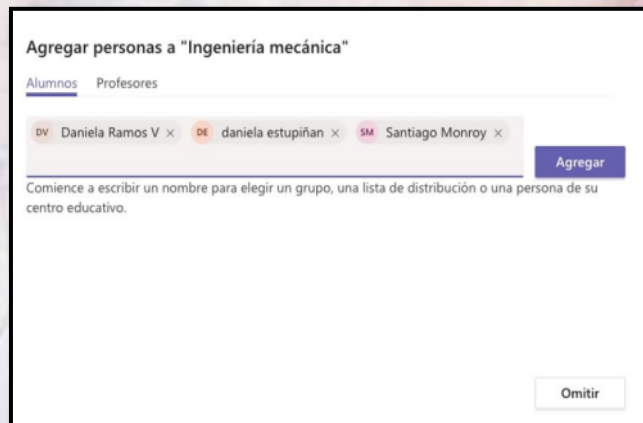 Agregar personas a "Ingeniería mecánica"
Alumnos Profesores
DV Daniela Ramos V × DE daniela estupiñan × SM Santiago Monroy ×
Agregar
Comience a escribir un nombre para elegir un grupo, una lista de distribución o una persona de su
centro educativo.
Omitir